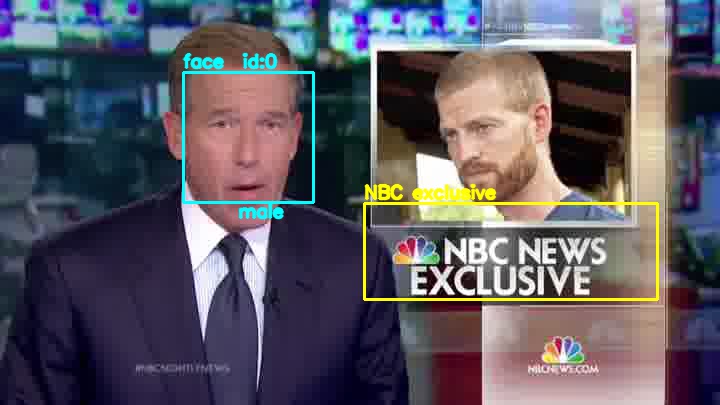 face id:0
male
NBC exclusive
NBC NEWS
EXCLUSIVE
#NBCNIGHTLYNEWS
NBCNEWS.COM